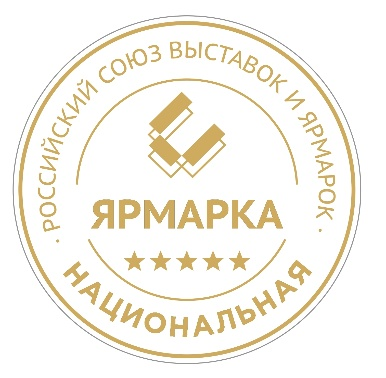 · РОССИЙСКИЙ СОЮЗ ВЫСТАВОК И ЯРМАРОК ·
ЯРМАРКА
НАЦИОНАЛЬНАЯ